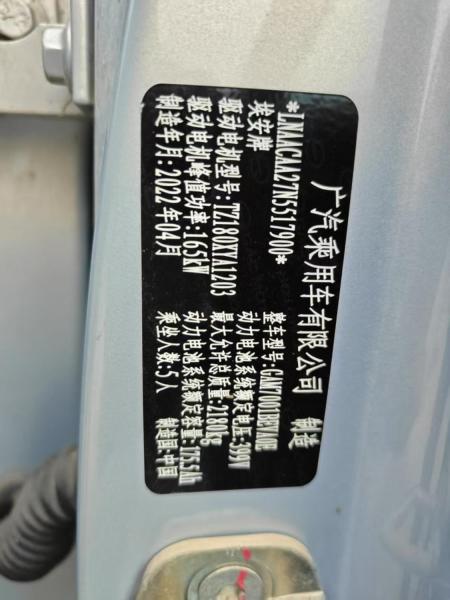 广汽乘用车有限公司 制造
*LNAACAA27N5517900*
埃安牌 整车型号:GAM7001BEVA0E
驱动电机型号:TZ180XYA1203 动力电池系统额定电压:399V
驱动电机峰值功率:165kW 最大允许总质量:2180kg
制造年月:2022年04月 动力电池系统额定容量:175.5Ah
乘坐人数:5人 制造国:中国